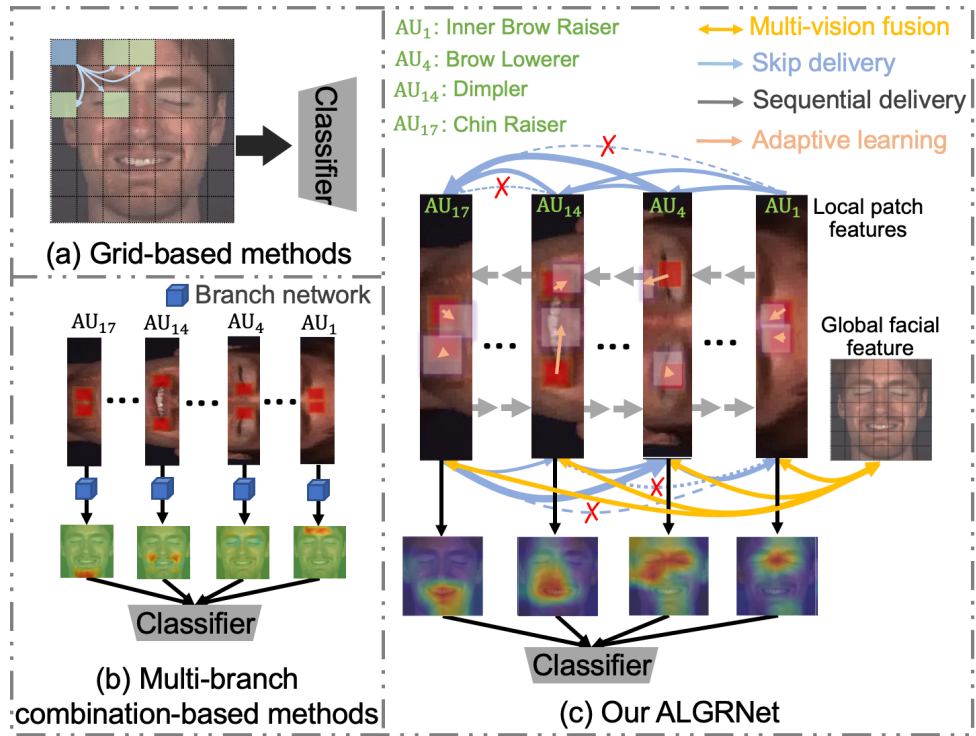 Classifier
(a) Grid-based methods
Branch network
AU17
AU14
AU4
AU1
... ... ...
Classifier
(b) Multi-branch
combination-based methods
AU1: Inner Brow Raiser
AU4: Brow Lowerer
AU14: Dimpler
AU17: Chin Raiser
Multi-vision fusion
Skip delivery
Sequential delivery
Adaptive learning
X
X
AU17
AU14
AU4
AU1
Local patch
features
... ... ...
Global facial
feature
X
X
Classifier
(c) Our ALGRNet